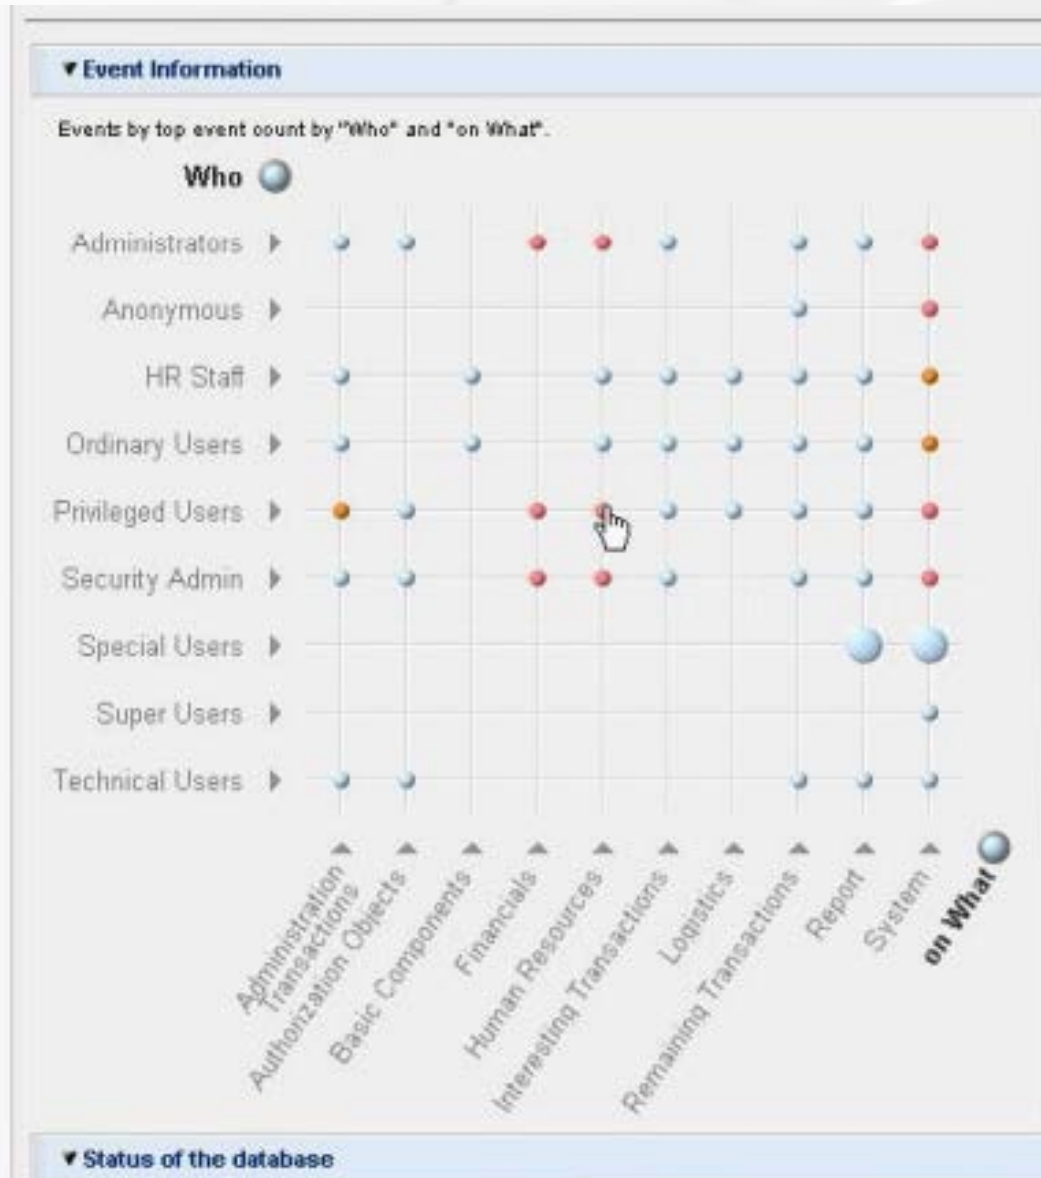 Event Information
Events by top event count by "Who" and "on What".
Who
Administrators
Anonymous
HR Staff
Ordinary Users
Privileged Users
Security Admin
Special Users
Super Users
Technical Users
Administration
Transactions
Authorization Objects
Basic Components
Financials
Human Resources
Interesting Transactions
Logistics
Remaining Transactions
Report
System
on What
Status of the database